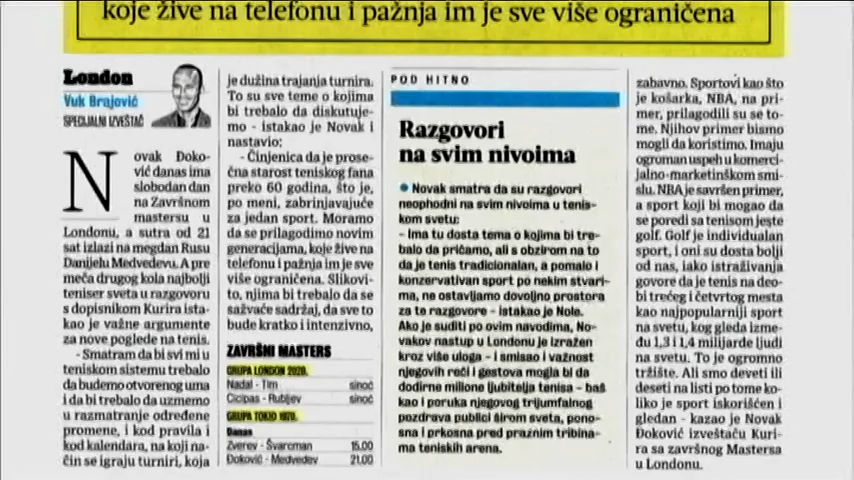 koje žive na telefonu i pažnja im je sve više ograničena
London
Vuk Brajović
SPECIJALNI IZVEŠTAČ
Novak Đoko-
vić danas ima
slobodan dan
na Završnom
mastersu u
Londonu, a sutra od 21
sat izlazi na megdan Rusu
Danijelu Medvedevu. A pre
meča drugog kola najbolji
teniser sveta u razgovoru
s dopisnikom Kurira ista-
kao je važne argumente
za nove poglede na tenis.
- Smatram da bi svi mi u
teniskom sistemu trebalo
da budemo otvorenog uma
i da bi trebalo da uzmemo
u razmatranje određene
promene, i kod pravila i
kod kalendara, na koji na-
čin se igraju turniri, koja
je dužina trajanja turnira.
To su sve teme o kojima
bi trebalo da diskutuje-
mo - istakao je Novak i
nastavio:
- Činjenica da je prose-
čna starost teniskog fana
preko 60 godina, što je,
po meni, zabrinjavajuće
za jedan sport. Moramo
da se prilagodimo novim
generacijama, koje žive na
telefonu i pažnja im je sve
više ograničena. Slikovi-
to, njima bi trebalo da se
sažvaće sadržaj, da sve to
bude kratko i intenzivno,
ZAVRŠNI MASTERS
GRUPA LONDON 2020.
Nadal - Tim sinoć
Cicipas - Rubljev sinoć
GRUPA TOKIO 1970.
Danas
Zverev - Švarcman 15.00
Đoković - Medvedev 21.00
POD HITNO
Razgovori
na svim nivoima
● Novak smatra da su razgovori
neophodni na svim nivoima u tenis-
kom svetu:
- Ima tu dosta tema o kojima bi tre-
balo da pričamo, ali s obzirom na to
da je tenis tradicionalan, a pomalo i
konzervativan sport po nekim stvari-
ma, ne ostavljamo dovoljno prostora
za te razgovore - istakao je Nole.
Ako je suditi po ovim navodima, No-
vakov nastup u Londonu je izražen
kroz više uloga - i smisao i važnost
njegovih reči i gestova mogla bi da
dodirne milione ljubitelja tenisa - baš
kao i poruka njegovog trijumfalnog
pozdrava publici širom sveta, pono-
sna i prkosna pred praznim tribina-
ma teniskih arena.
zabavno. Sportovi kao što
je košarka, NBA, na pri-
mer, prilagodili su se to-
me. Njihov primer bismo
mogli da koristimo. Imaju
ogroman uspeh u komerci-
jalno-marketinškom smi-
slu. NBA je savršen primer,
a sport koji bi mogao da
se poredi sa tenisom jeste
golf. Golf je individualan
sport, i oni su dosta bolji
od nas, iako istraživanja
govore da je tenis na deo-
bi trećeg i četvrtog mesta
kao najpopularniji sport
na svetu, kog gleda izme-
đu 1,3 i 1,4 milijarde ljudi
na svetu. To je ogromno
tržište. Ali smo deveti ili
deseti na listi po tome ko-
liko je sport iskorišćen i
gledan - kazao je Novak
Đoković izveštaču Kuri-
ra sa završnog Mastersa
u Londonu.